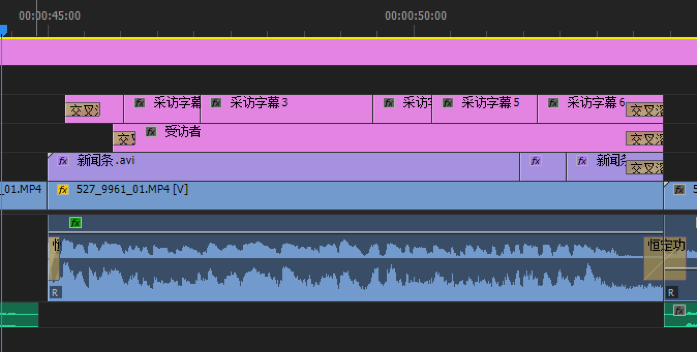 00:00:45:00 00:00:50:00
交叉溶 fx 采访字幕 fx 采访字幕 3 fx 采访字 fx 采访字幕 5 fx 采访字幕 6 交叉溶
交叉 fx 受访者 交叉溶
fx 新闻条.avi fx fx 新闻条 交叉溶
_01.MP4 fx 527_9961_01.MP4 [V] fx 5
fx
恒定功
R R
fx